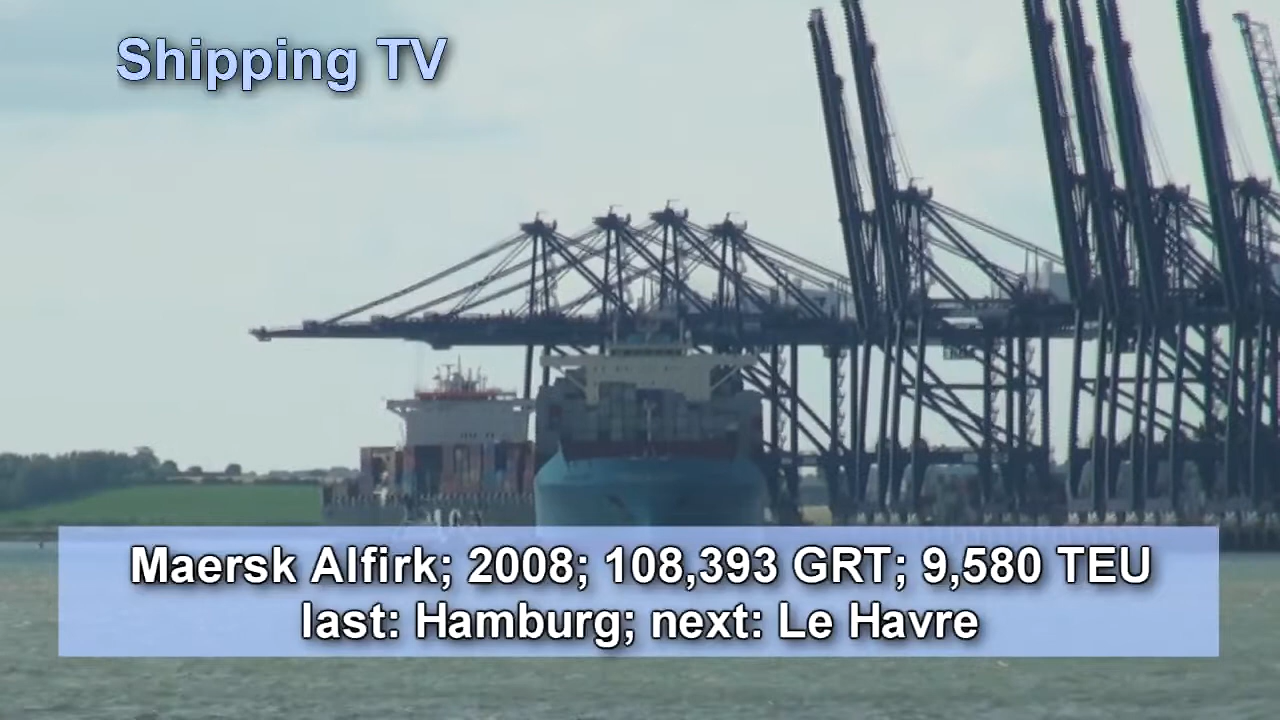 Shipping TV
Maersk Alfirk; 2008; 108,393 GRT; 9,580 TEU
last: Hamburg; next: Le Havre